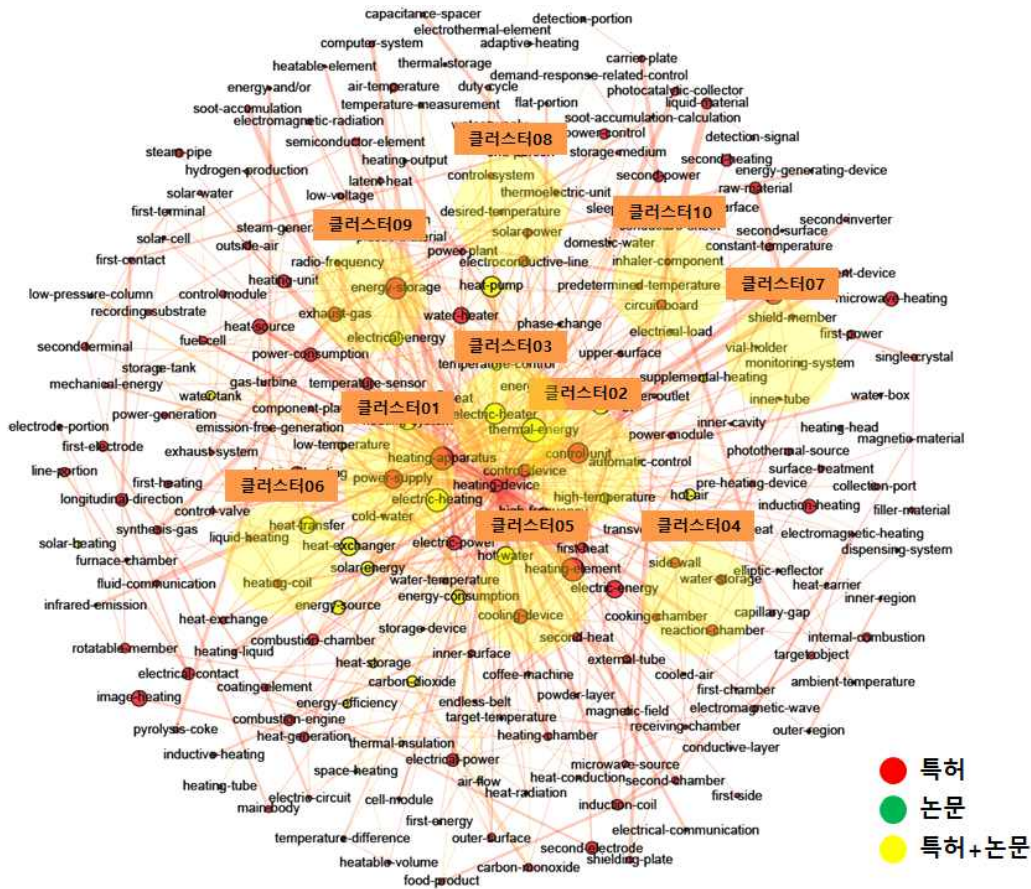 capacitance-spacer
detection-portion
electrothermal-element
computer-system
adaptive-heating
carrier-plate
heatable-element
thermal-storage
demand-response-related-control
photocatalytic-collector
energy-and/or
air-temperature
duty-cycle
liquid-material
soot-accumulation
temperature-measurement
flat-portion
soot-accumulation-calculation
electromagnetic-radiation
클러스터08
power-control
detection-signal
semiconductor-element
storage-medium
second-heating
steam-pipe
heating-output
energy-generating-device
hydrogen-production
latent-heat
control-system
second-power
raw-material
solar-water
low-voltage
thermoelectric-unit
first-terminal
클러스터09
desired-temperature
클러스터10
second-inverter
solar-cell
outside-air
solar-power
second-surface
domestic-water
constant-temperature
first-contact
radio-frequency
power-plant
electroconductive-line
inhaler-component
heating-unit
energy-storage
heat-pump
predetermined-temperature
클러스터07
low-pressure-column
control-module
microwave-heating
recording-substrate
exhaust-gas
water-heater
circuit-board
shield-member
heat-source
phase-change
electrical-load
first-power
fuel-cell
electrical-energy
클러스터03
vial-holder
second-terminal
power-consumption
upper-surface
single-crystal
storage-tank
temperature-control
monitoring-system
mechanical-energy
gas-turbine
temperature-sensor
supplemental-heating
water-tank
클러스터02
inner-tube
water-box
클러스터01
power-generation
electric-heater
inner-cavity
electrode-portion
emission-free-generation
thermal-energy
power-module
heating-head
first-electrode
exhaust-system
low-temperature
control-unit
photothermal-source
magnetic-material
line-portion
heating-apparatus
automatic-control
surface-treatment
클러스터06
power-supply
control-device
pre-heating-device
collection-port
first-heating
heating-device
longitudinal-direction
electric-heating
high-temperature
hot-air
induction-heating
control-valve
cold-water
filler-material
synthesis-gas
heat-transfer
클러스터05
클러스터04
solar-heating
liquid-heating
electromagnetic-heating
furnace-chamber
heat-exchanger
electric-power
hot-water
first-heat
dispensing-system
fluid-communication
solar-energy
heating-element
side-wall
elliptic-reflector
heating-coil
water-temperature
water-storage
heat-carrier
infrared-emission
energy-source
energy-consumption
electric-energy
inner-region
heat-exchange
cooling-device
cooking-chamber
capillary-gap
storage-device
reaction-chamber
rotatable-member
combustion-chamber
second-heat
internal-combustion
heating-liquid
inner-surface
external-tube
target-object
electrical-contact
heat-storage
coffee-machine
cooled-air
coating-element
carbon-dioxide
first-chamber
ambient-temperature
image-heating
powder-layer
energy-efficiency
endless-belt
magnetic-field
electromagnetic-wave
combustion-engine
target-temperature
receiving-chamber
pyrolysis-coke
outer-region
heat-generation
heating-chamber
thermal-insulation
conductive-layer
inductive-heating
electrical-power
microwave-source
space-heating
특허
heating-tube
air-flow
heat-conduction
second-chamber
electric-circuit
cell-module
heat-radiation
first-side
main-body
induction-coil
논문
first-energy
electrical-communication
temperature-difference
outer-surface
second-electrode
특허+논문
heatable-volume
shielding-plate
carbon-monoxide
food-product